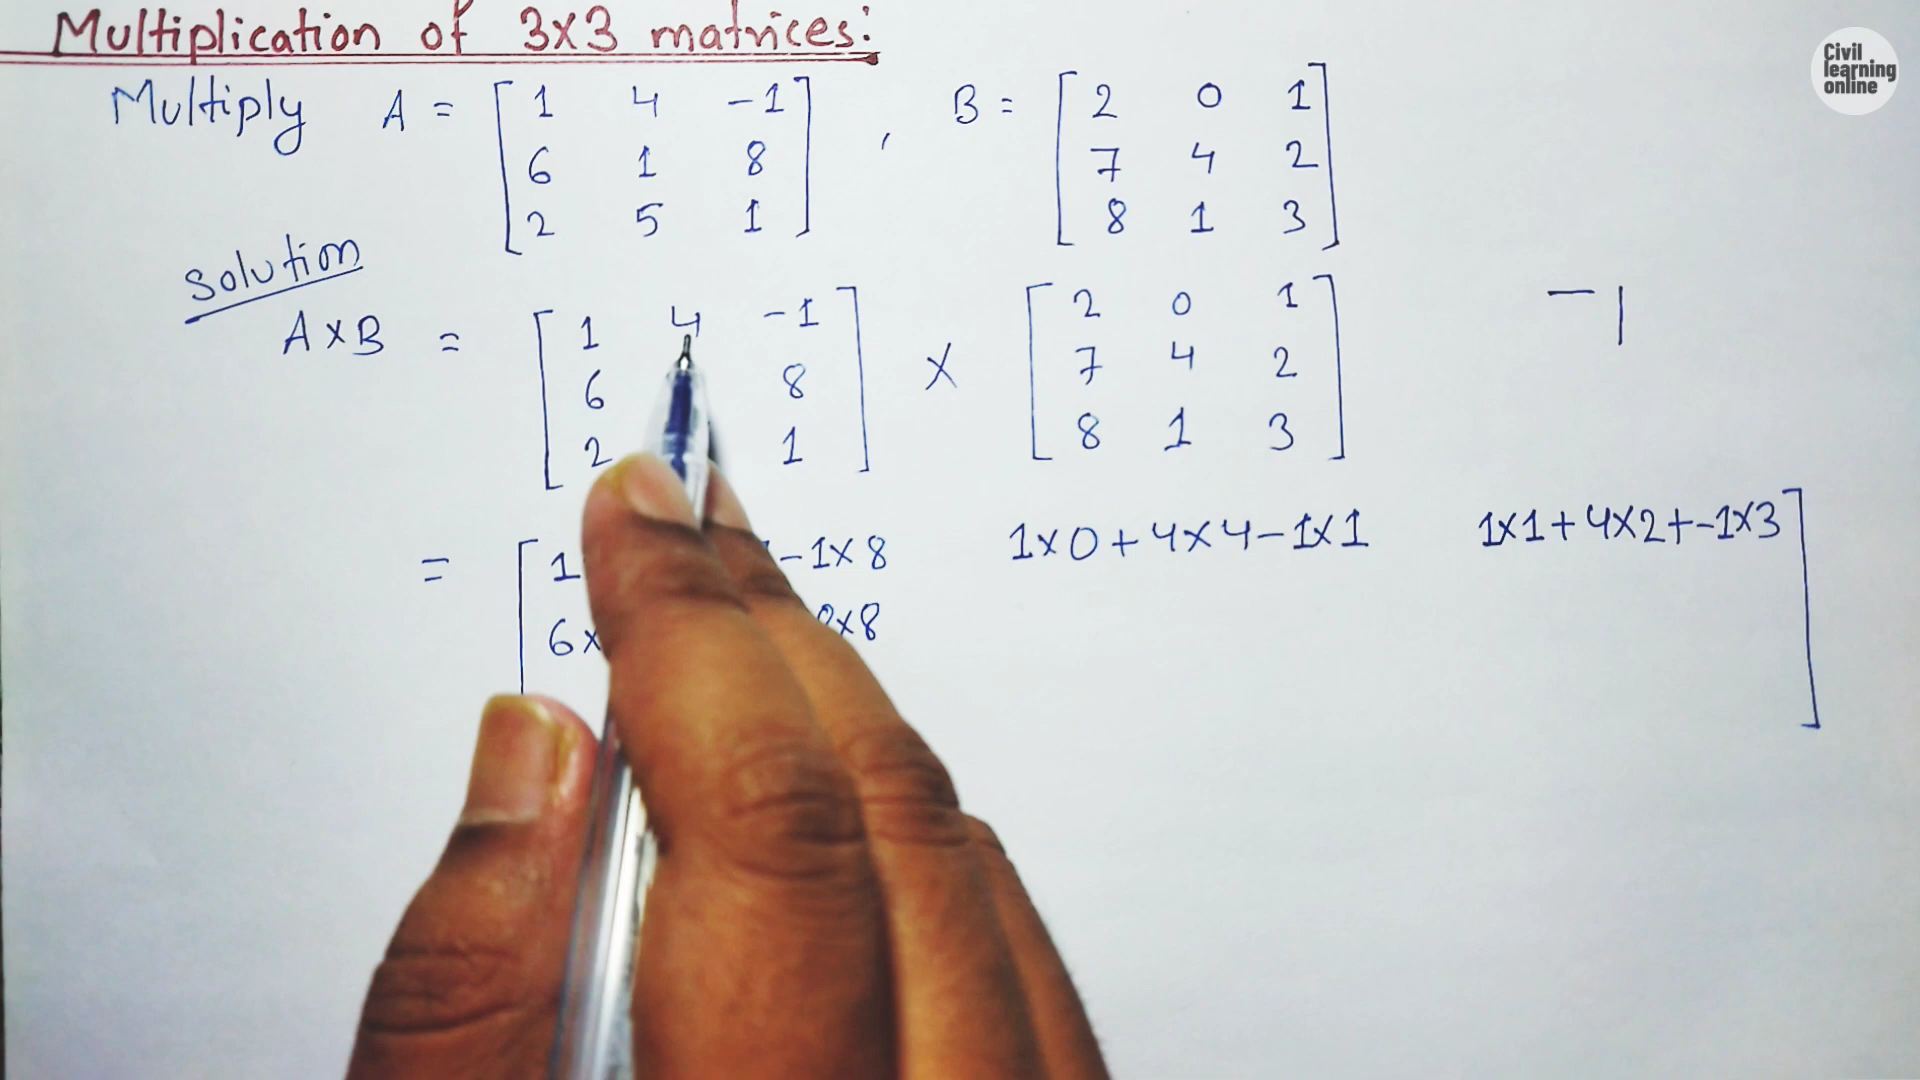 Multiplication of 3x3 matrices:
Civil
learning
online
Multiply A = [ 1 4 -1 ] , B = [ 2 0 1 ]
6 1 8 7 4 2
2 5 1 8 1 3
Solution
A x B = [ 1 4 -1 ] x [ 2 0 1 ] -1
6 8 7 4 2
2 1 8 1 3
= [ 1 -1x8 1x0+4x4-1x1 1x1+4x2+-1x3 ]
6x x8